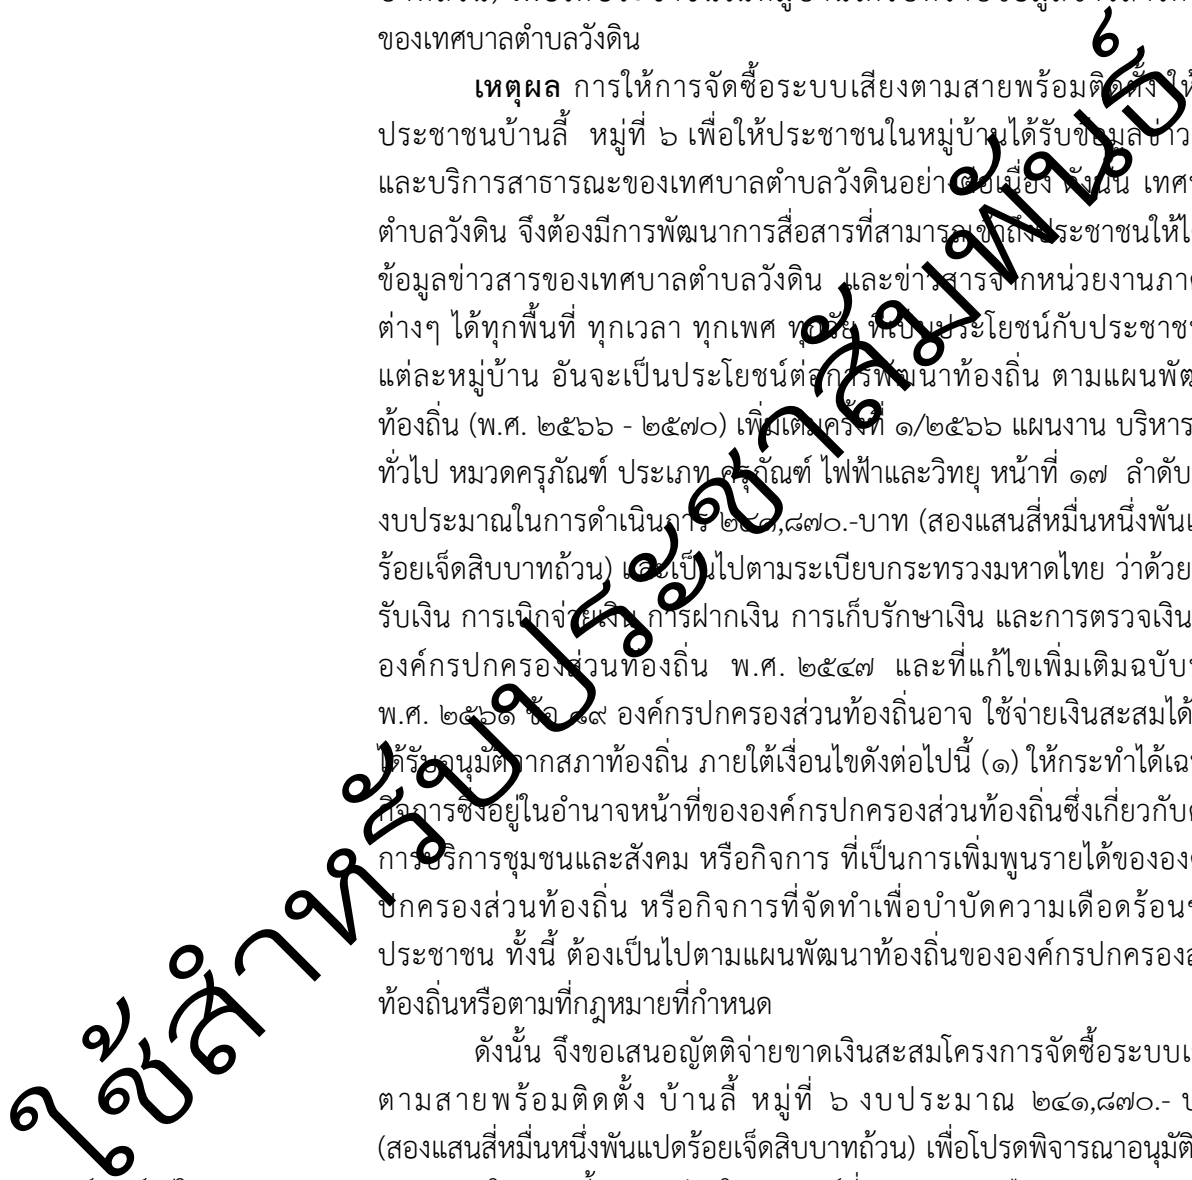 ของเทศบาลตำบลวังดิน
เหตุผล การให้การจัดซื้อระบบเสียงตามสายพร้อมติดตั้ง ให้
ประชาชนบ้านลี้ หมู่ที่ ๖ เพื่อให้ประชาชนในหมู่บ้านได้รับข้อมูลข่าว
และบริการสาธารณะของเทศบาลตำบลวังดินอย่างต่อเนื่อง ดังนั้น เทศ
ตำบลวังดิน จึงต้องมีการพัฒนาการสื่อสารที่สามารถเข้าถึงประชาชนให้ไ
ข้อมูลข่าวสารของเทศบาลตำบลวังดิน และข่าวสารจากหน่วยงานภา
ต่างๆ ได้ทุกพื้นที่ ทุกเวลา ทุกเพศ ทุกวัย ที่เป็นประโยชน์กับประชาช
แต่ละหมู่บ้าน อันจะเป็นประโยชน์ต่อการพัฒนาท้องถิ่น ตามแผนพัฒ
ท้องถิ่น (พ.ศ. ๒๕๖๖ - ๒๕๗๐) เพิ่มเติมครั้งที่ ๑/๒๕๖๖ แผนงาน บริหาร
ทั่วไป หมวดครุภัณฑ์ ประเภท ครุภัณฑ์ ไฟฟ้าและวิทยุ หน้าที่ ๑๗ ลำดับ
งบประมาณในการดำเนินการ ๒๔๑,๘๗๐.-บาท (สองแสนสี่หมื่นหนึ่งพัน
ร้อยเจ็ดสิบบาทถ้วน) และเป็นไปตามระเบียบกระทรวงมหาดไทย ว่าด้วย
รับเงิน การเบิกจ่ายเงิน การฝากเงิน การเก็บรักษาเงิน และการตรวจเงิน
องค์กรปกครองส่วนท้องถิ่น พ.ศ. ๒๕๔๗ และที่แก้ไขเพิ่มเติมฉบับ
พ.ศ. ๒๕๖๑ ข้อ ๘๙ องค์กรปกครองส่วนท้องถิ่นอาจ ใช้จ่ายเงินสะสมได้
ได้รับอนุมัติจากสภาท้องถิ่น ภายใต้เงื่อนไขดังต่อไปนี้ (๑) ให้กระทำได้เฉ
กิจการซึ่งอยู่ในอำนาจหน้าที่ขององค์กรปกครองส่วนท้องถิ่นซึ่งเกี่ยวกับ
การบริการชุมชนและสังคม หรือกิจการ ที่เป็นการเพิ่มพูนรายได้ขององ
ปกครองส่วนท้องถิ่น หรือกิจการที่จัดทำเพื่อบำบัดความเดือดร้อน
ประชาชน ทั้งนี้ ต้องเป็นไปตามแผนพัฒนาท้องถิ่นขององค์กรปกครอง
ท้องถิ่นหรือตามที่กฎหมายที่กำหนด
ดังนั้น จึงขอเสนอญัตติจ่ายขาดเงินสะสมโครงการจัดซื้อระบบ
ตามสายพร้อมติดตั้ง บ้านลี้ หมู่ที่ ๖ งบประมาณ ๒๔๑,๘๗๐.-
(สองแสนสี่หมื่นหนึ่งพันแปดร้อยเจ็ดสิบบาทถ้วน) เพื่อโปรดพิจารณาอนุมัติ
ใช้สำหรับประชาสัมพันธ์